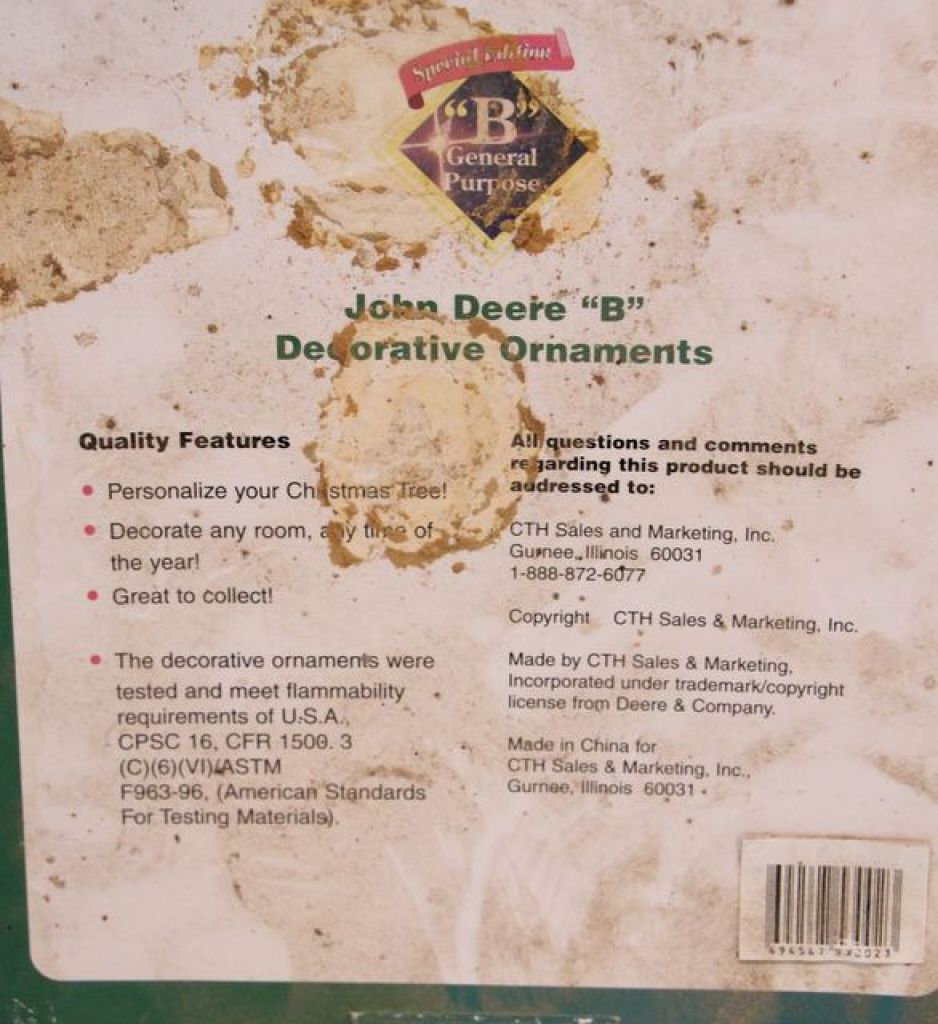 Special Edition
"B"
General
Purpose
John Deere "B"
Decorative Ornaments
Quality Features
• Personalize your Christmas Tree!
• Decorate any room, any time of
the year!
• Great to collect!
• The decorative ornaments were
tested and meet flammability
requirements of U.S.A.,
CPSC 16, CFR 1500. 3
(C)(6)(VI)/ASTM
F963-96, (American Standards
For Testing Materials).
All questions and comments
regarding this product should be
addressed to:
CTH Sales and Marketing, Inc.
Gurnee, Illinois 60031
1-888-872-6077
Copyright CTH Sales & Marketing, Inc.
Made by CTH Sales & Marketing,
Incorporated under trademark/copyright
license from Deere & Company.
Made in China for
CTH Sales & Marketing, Inc.,
Gurnee, Illinois 60031